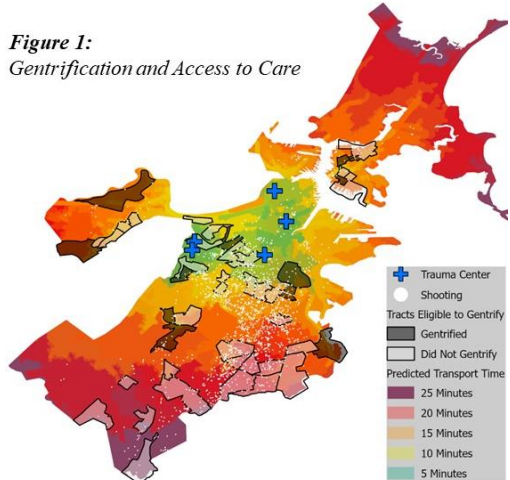 Figure 1:
Gentrification and Access to Care
Trauma Center
Shooting
Tracts Eligible to Gentrify
Gentrified
Did Not Gentrify
Predicted Transport Time
25 Minutes
20 Minutes
15 Minutes
10 Minutes
5 Minutes